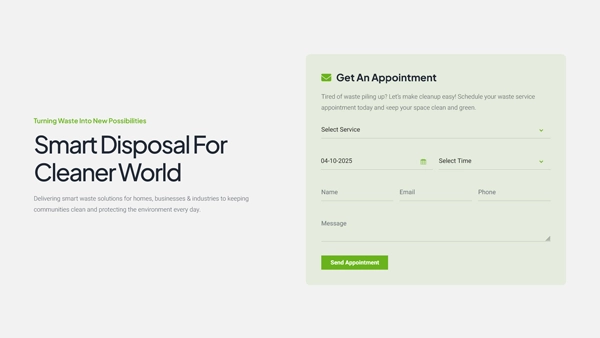 Turning Waste Into New Possibilities
Smart Disposal For
Cleaner World
Delivering smart waste solutions for homes, businesses & industries to keeping
communities clean and protecting the environment every day.
Get An Appointment
Tired of waste piling up? Let's make cleanup easy! Schedule your waste service
appointment today and keep your space clean and green.
Select Service
04-10-2025
Select Time
Name
Email
Phone
Message
Send Appointment